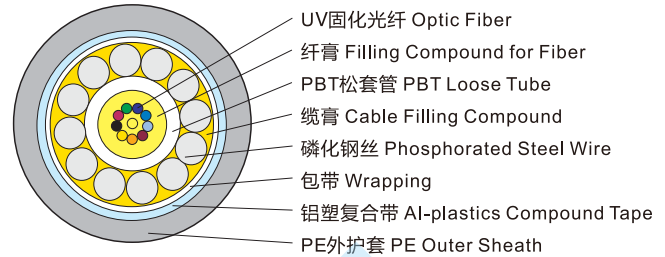 UV固化光纤 Optic Fiber
纤膏 Filling Compound for Fiber
PBT松套管 PBT Loose Tube
缆膏 Cable Filling Compound
磷化钢丝 Phosphorated Steel Wire
包带 Wrapping
铝塑复合带 Al-plastics Compound Tape
PE外护套 PE Outer Sheath